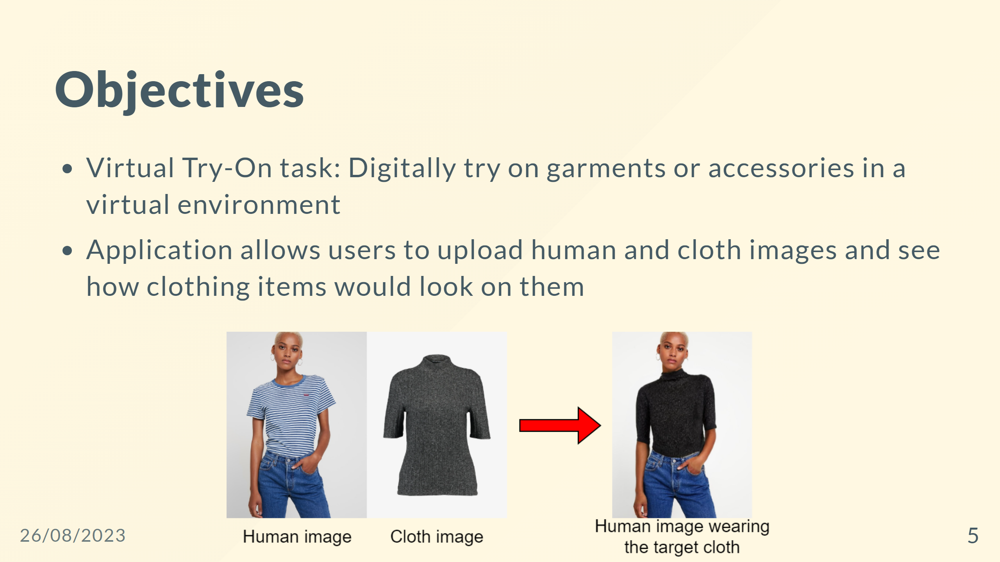 Objectives
• Virtual Try-On task: Digitally try on garments or accessories in a
virtual environment
• Application allows users to upload human and cloth images and see
how clothing items would look on them
Human image
Cloth image
Human image wearing
the target cloth
26/08/2023
5